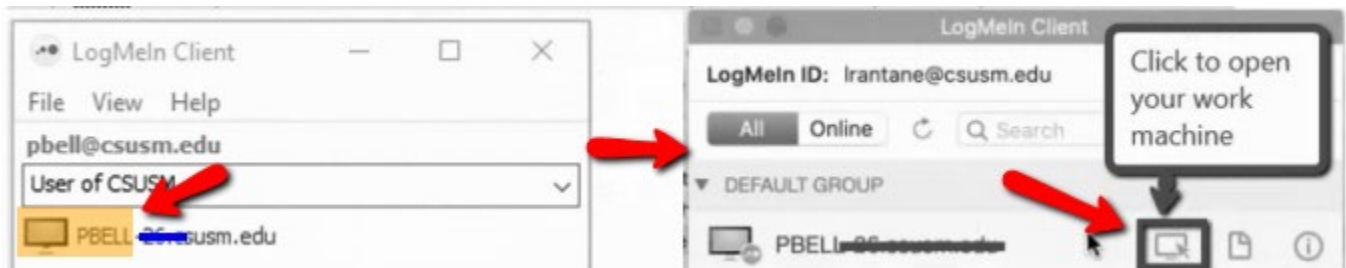 LogMeIn Client
File View Help
pbell@csusm.edu
User of CSUSM
PBELL susm.edu
LogMeIn Client
LogMeIn ID: lrantane@csusm.edu
All Online Search
DEFAULT GROUP
PBELL
Click to open
your work
machine